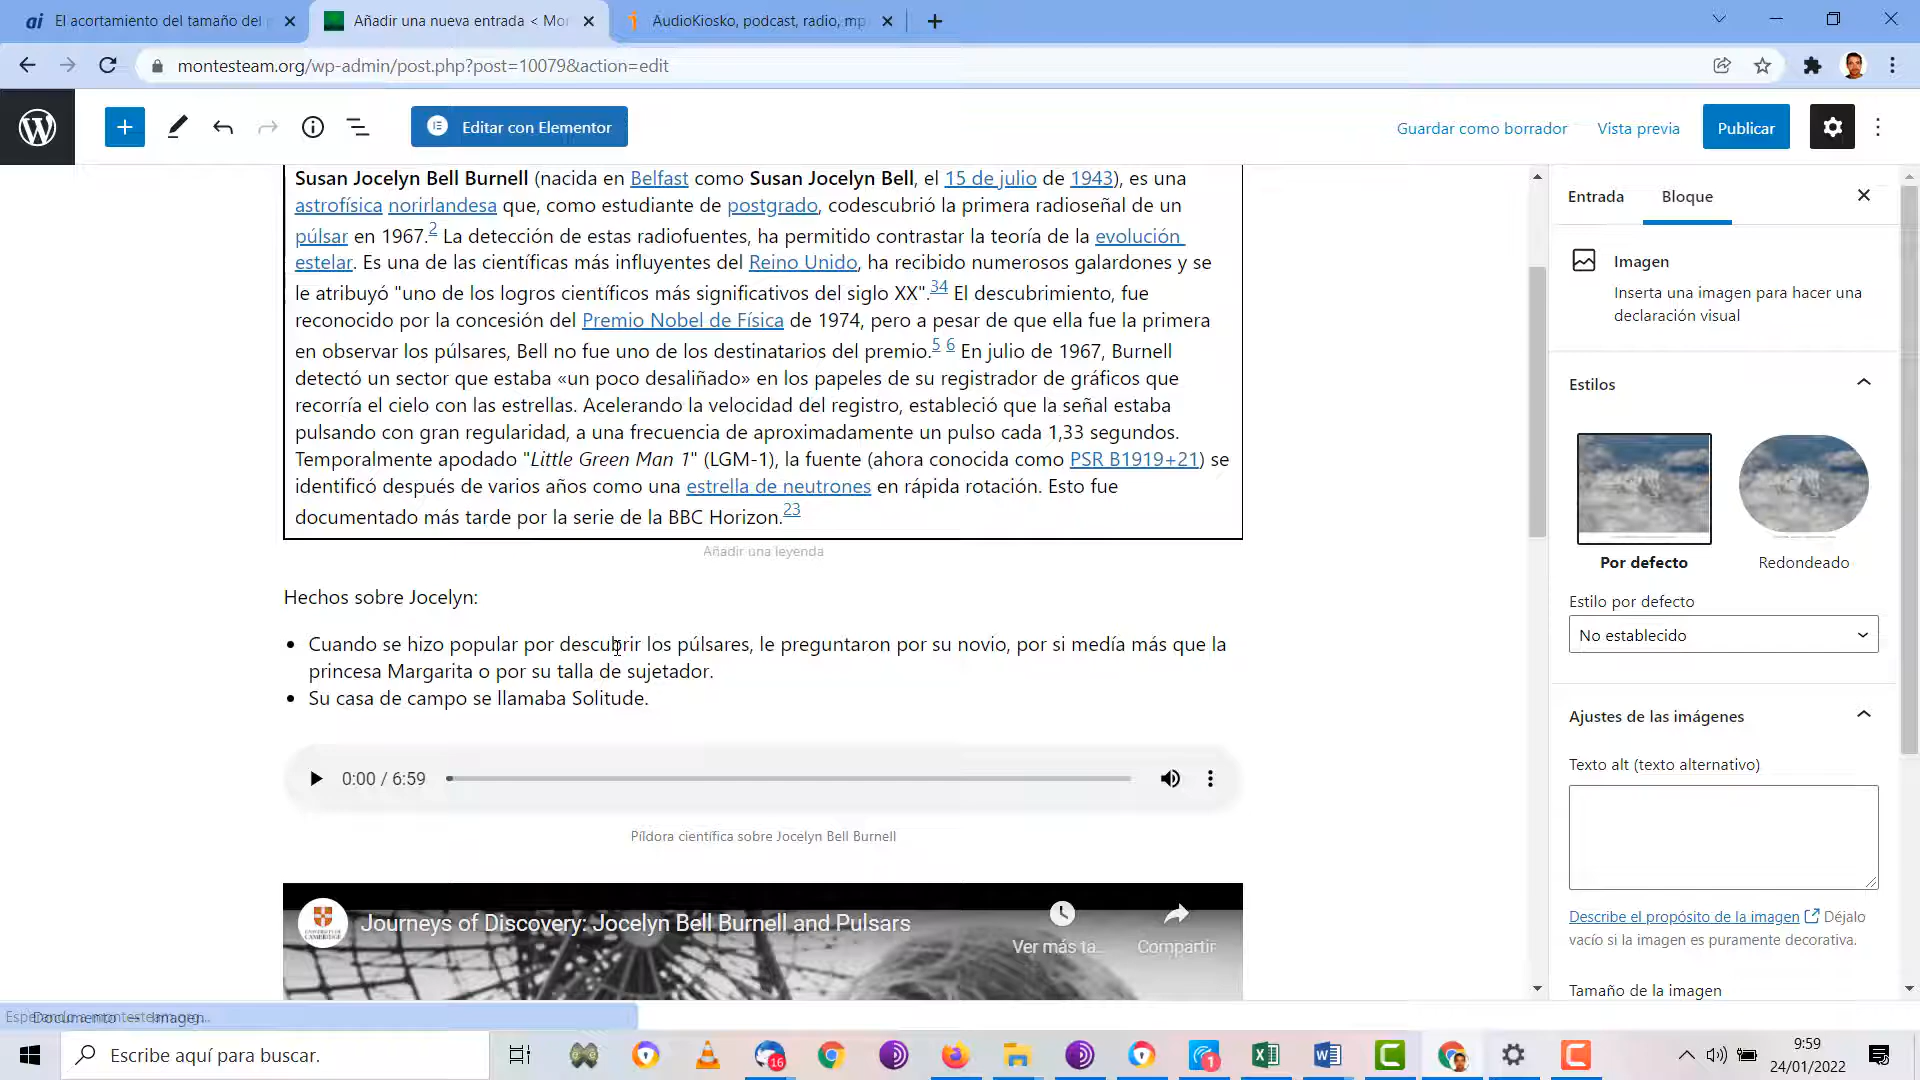 El acortamiento del tamaño del
Añadir una nueva entrada < Mon
AudioKiosko, podcast, radio, mp
montesteam.org/wp-admin/post.php?post=10079&action=edit
Editar con Elementor
Guardar como borrador
Vista previa
Publicar
Susan Jocelyn Bell Burnell (nacida en Belfast como Susan Jocelyn Bell, el 15 de julio de 1943), es una
astrofísica norirlandesa que, como estudiante de postgrado, codescubrió la primera radioseñal de un
púlsar en 1967.2 La detección de estas radiofuentes, ha permitido contrastar la teoría de la evolución
estelar. Es una de las científicas más influyentes del Reino Unido, ha recibido numerosos galardones y se
le atribuyó "uno de los logros científicos más significativos del siglo XX".34 El descubrimiento, fue
reconocido por la concesión del Premio Nobel de Física de 1974, pero a pesar de que ella fue la primera
en observar los púlsares, Bell no fue uno de los destinatarios del premio.5 6 En julio de 1967, Burnell
detectó un sector que estaba «un poco desaliñado» en los papeles de su registrador de gráficos que
recorría el cielo con las estrellas. Acelerando la velocidad del registro, estableció que la señal estaba
pulsando con gran regularidad, a una frecuencia de aproximadamente un pulso cada 1,33 segundos.
Temporalmente apodado "Little Green Man 1" (LGM-1), la fuente (ahora conocida como PSR B1919+21) se
identificó después de varios años como una estrella de neutrones en rápida rotación. Esto fue
documentado más tarde por la serie de la BBC Horizon.23
Añadir una leyenda
Hechos sobre Jocelyn:
Cuando se hizo popular por descubrir los púlsares, le preguntaron por su novio, por si medía más que la
princesa Margarita o por su talla de sujetador.
Su casa de campo se llamaba Solitude.
0:00 / 6:59
Píldora científica sobre Jocelyn Bell Burnell
Journeys of Discovery: Jocelyn Bell Burnell and Pulsars
Ver más ta...
Compartir
Entrada
Bloque
Imagen
Inserta una imagen para hacer una
declaración visual
Estilos
Por defecto
Redondeado
Estilo por defecto
No establecido
Ajustes de las imágenes
Texto alt (texto alternativo)
Describe el propósito de la imagen Déjalo
vacío si la imagen es puramente decorativa.
Tamaño de la imagen
Esperando a montesteam.org...
Documento → Imagen
Escribe aquí para buscar.
16
1
9:59
24/01/2022